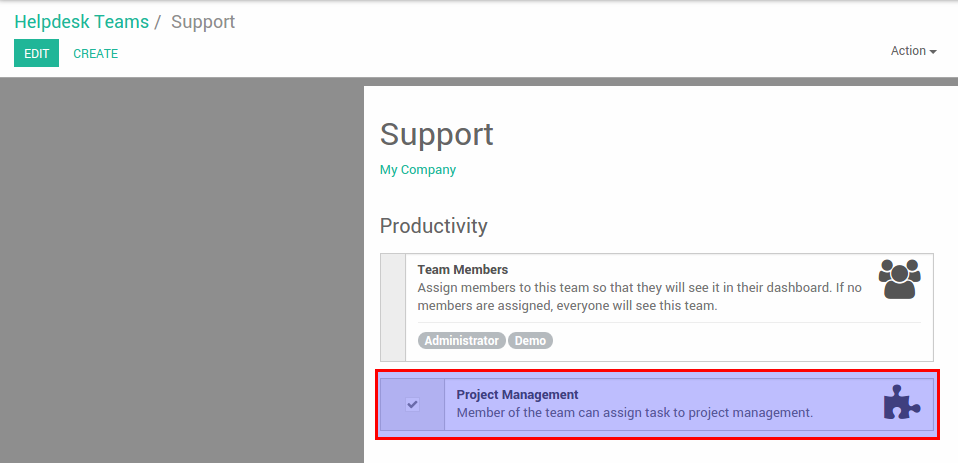 Helpdesk Teams / Support
EDIT CREATE Action
Support
My Company
Productivity
Team Members
Assign members to this team so that they will see it in their dashboard. If no
members are assigned, everyone will see this team.
Administrator Demo
Project Management
Member of the team can assign task to project management.